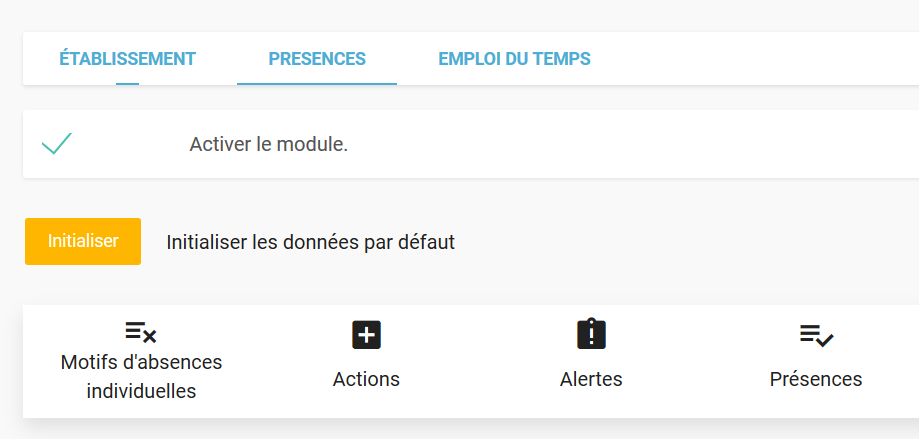 ÉTABLISSEMENT PRESENCES EMPLOI DU TEMPS
Activer le module.
Initialiser Initialiser les données par défaut
Motifs d'absences
individuelles
Actions
Alertes
Présences